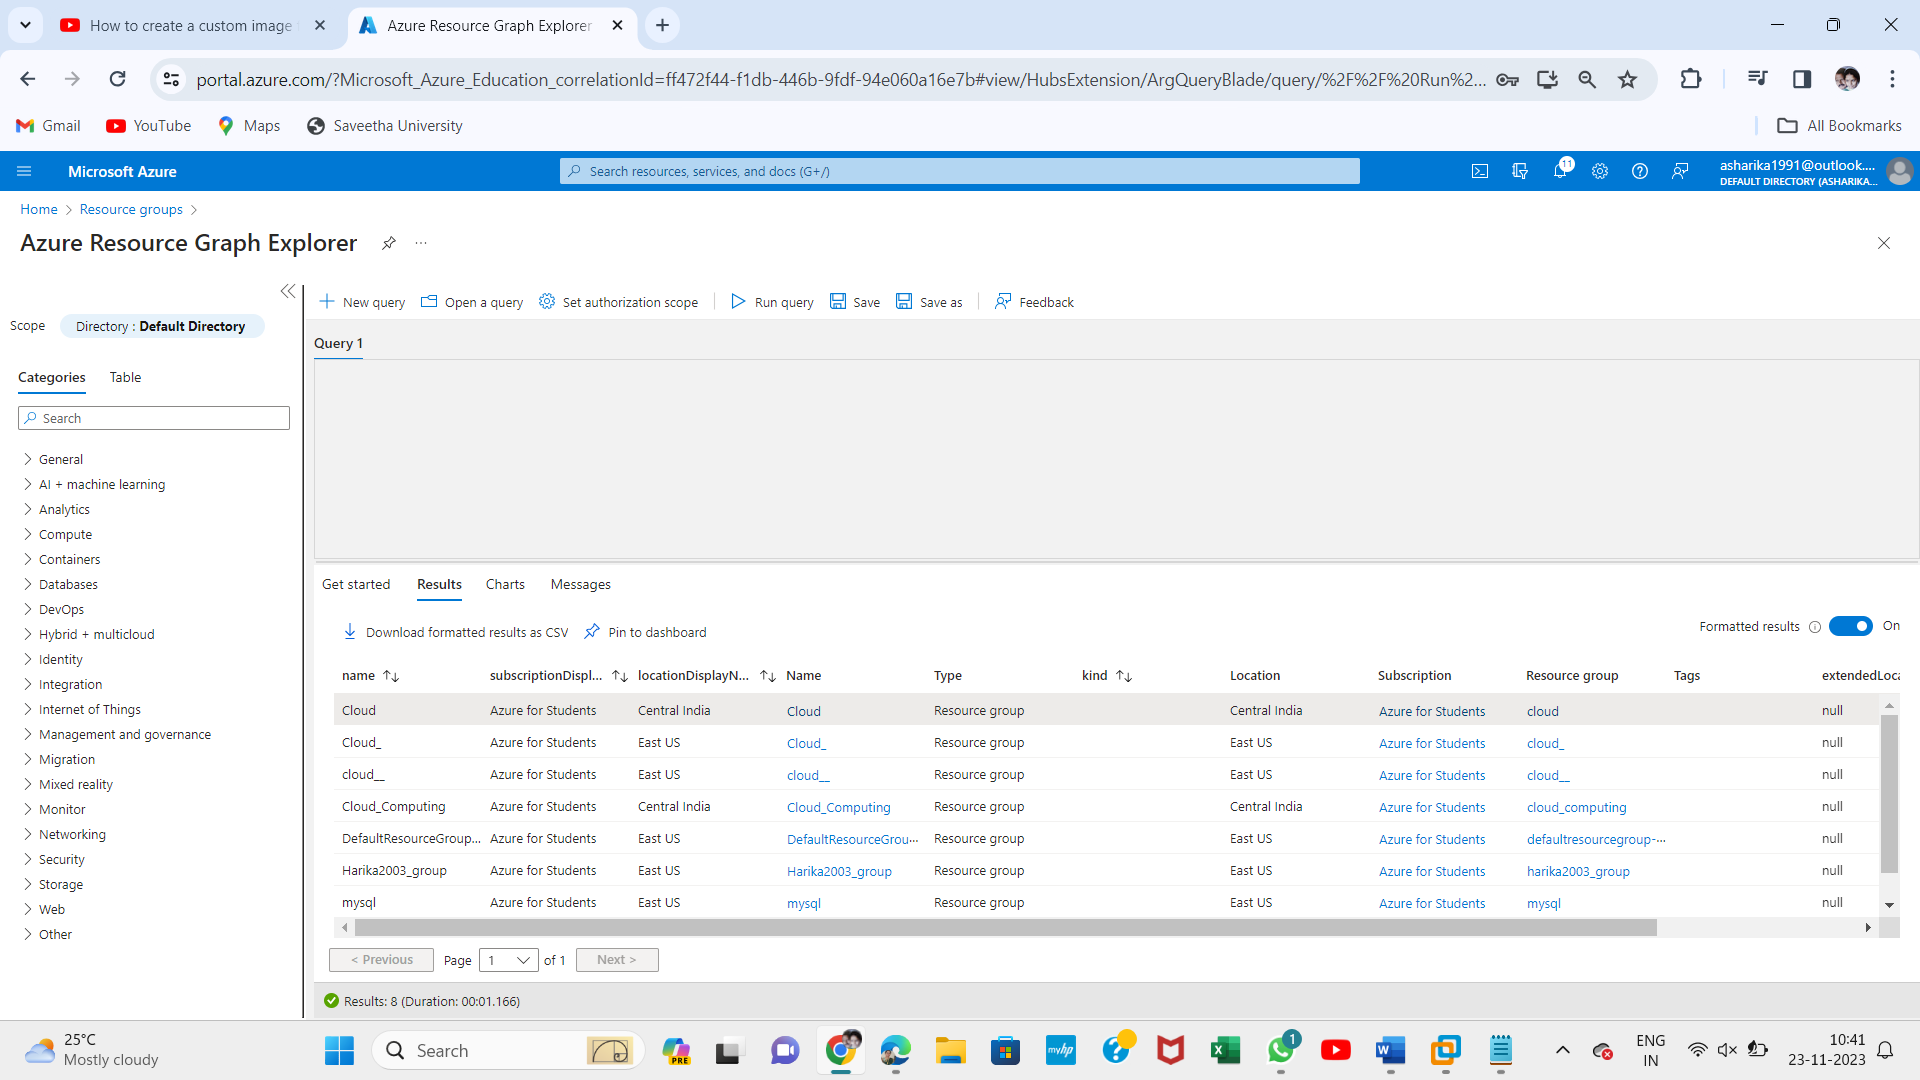 How to create a custom image
Azure Resource Graph Explorer
portal.azure.com/?Microsoft_Azure_Education_correlationId=ff472f44-f1db-446b-9fdf-94e060a16e7b#view/HubsExtension/ArgQueryBlade/query/%2F%2F%20Run%2...
Gmail YouTube Maps Saveetha University All Bookmarks
Microsoft Azure
Search resources, services, and docs (G+/)
11
asharika1991@outlook....
DEFAULT DIRECTORY (ASHARIKA...
Home > Resource groups >
Azure Resource Graph Explorer ...
New query Open a query Set authorization scope Run query Save Save as Feedback
Scope Directory : Default Directory
Query 1
Categories Table
Search
General
AI + machine learning
Analytics
Compute
Containers
Databases
DevOps
Hybrid + multicloud
Identity
Integration
Internet of Things
Management and governance
Migration
Mixed reality
Monitor
Networking
Security
Storage
Web
Other
Get started Results Charts Messages
Download formatted results as CSV Pin to dashboard
Formatted results On
name subscriptionDispl... locationDisplayN... Name Type kind Location Subscription Resource group Tags extendedLoca
Cloud Azure for Students Central India Cloud Resource group Central India Azure for Students cloud null
Cloud_ Azure for Students East US Cloud_ Resource group East US Azure for Students cloud_ null
cloud__ Azure for Students East US cloud__ Resource group East US Azure for Students cloud__ null
Cloud_Computing Azure for Students Central India Cloud_Computing Resource group Central India Azure for Students cloud_computing null
DefaultResourceGroup... Azure for Students East US DefaultResourceGrou... Resource group East US Azure for Students defaultresourcegroup-... null
Harika2003_group Azure for Students East US Harika2003_group Resource group East US Azure for Students harika2003_group null
mysql Azure for Students East US mysql Resource group East US Azure for Students mysql null
< Previous Page 1 of 1 Next >
Results: 8 (Duration: 00:01.166)
25°C
Mostly cloudy
Search
PRE
myhp
1
ENG
IN
10:41
23-11-2023